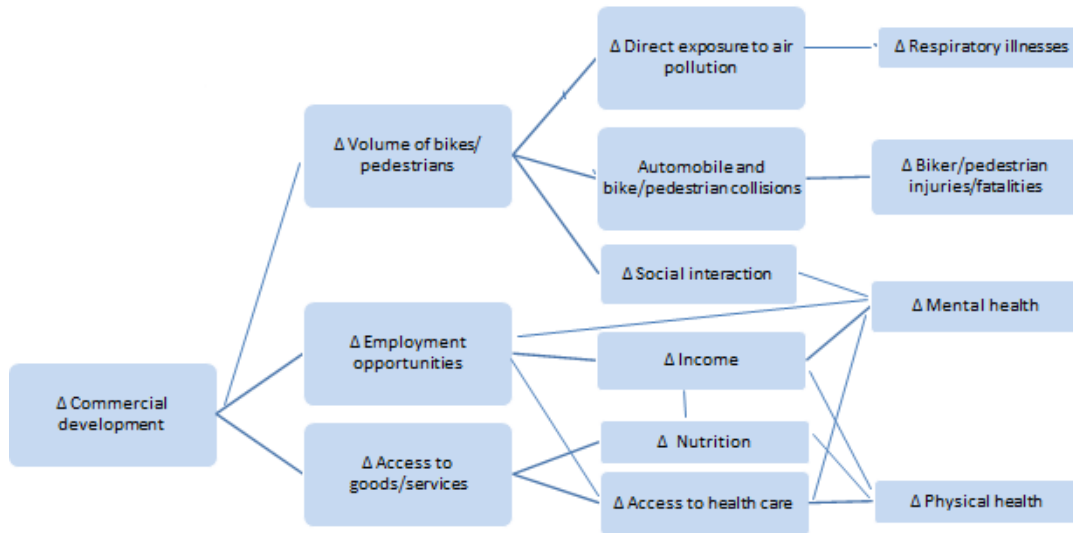 Δ Direct exposure to air
pollution
Δ Respiratory illnesses
Δ Volume of bikes/
pedestrians
Automobile and
bike/pedestrian collisions
Δ Biker/pedestrian
injuries/fatalities
Δ Social interaction
Δ Mental health
Δ Employment
opportunities
Δ Income
Δ Commercial
development
Δ Nutrition
Δ Access to
goods/services
Δ Access to health care
Δ Physical health